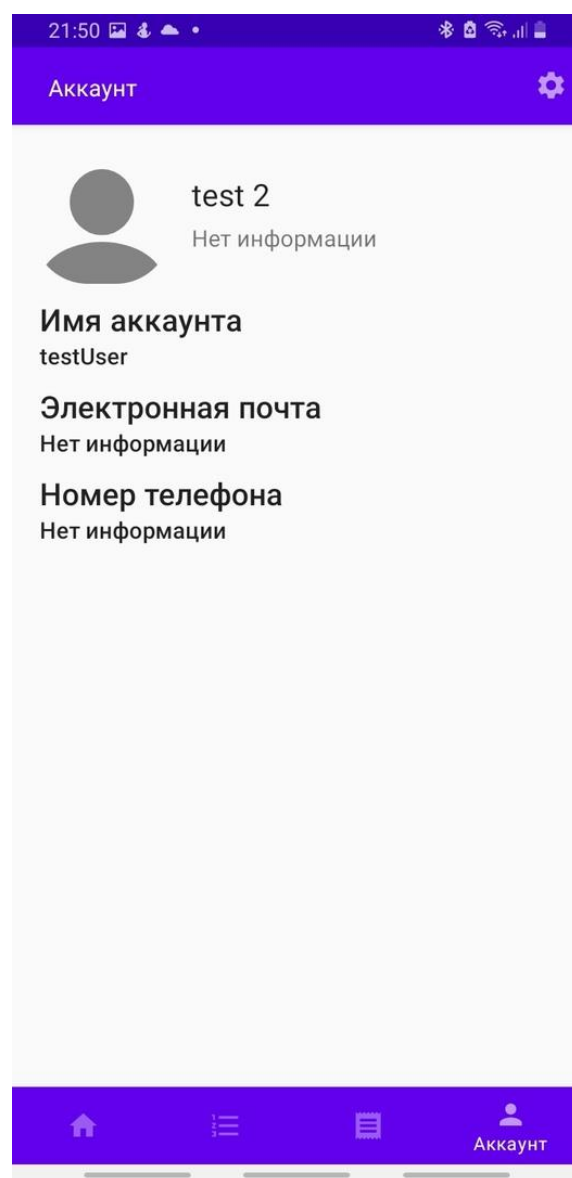 21:50
Аккаунт
test 2
Нет информации
Имя аккаунта
testUser
Электронная почта
Нет информации
Номер телефона
Нет информации
Аккаунт